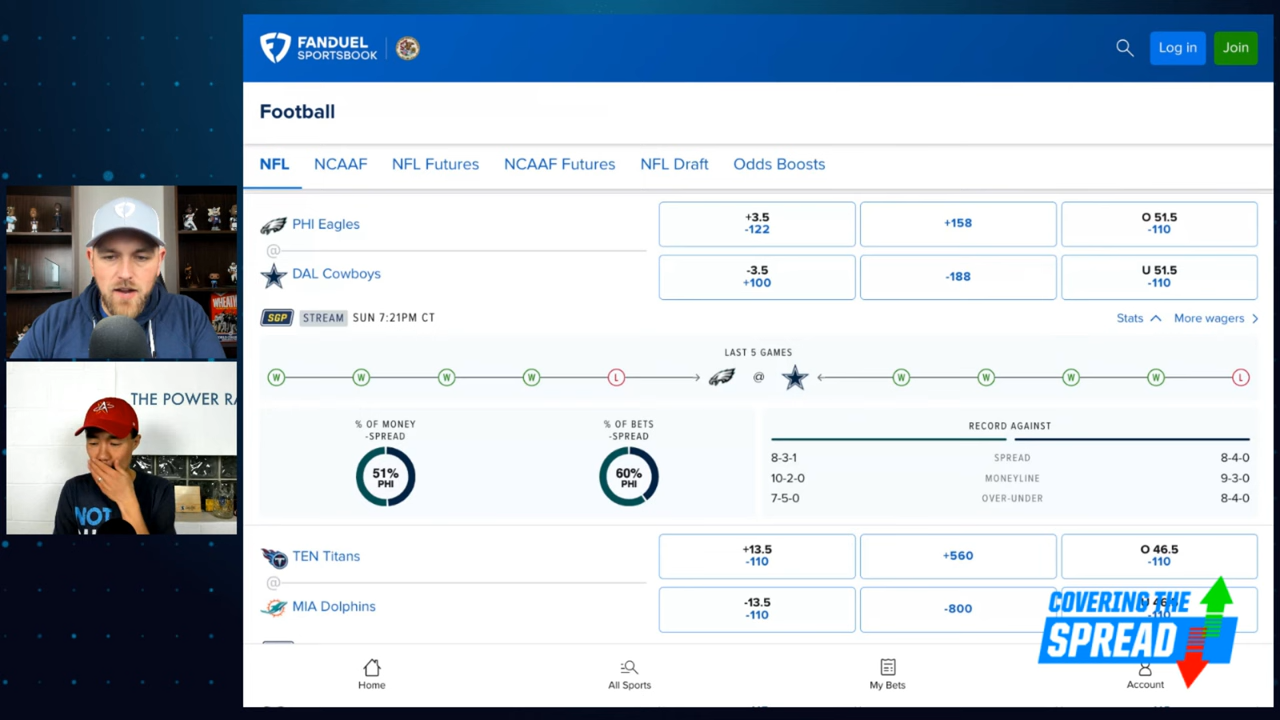 FANDUEL
SPORTSBOOK
Log in
Join
Football
NFL
NCAAF
NFL Futures
NCAAF Futures
NFL Draft
Odds Boosts
PHI Eagles
+3.5
-122
+158
O 51.5
-110
@
DAL Cowboys
-3.5
+100
-188
U 51.5
-110
SGP
STREAM
SUN 7:21PM CT
Stats
More wagers
LAST 5 GAMES
W
W
W
W
L
@
W
W
W
W
L
% OF MONEY
-SPREAD
51%
PHI
% OF BETS
-SPREAD
60%
PHI
RECORD AGAINST
8-3-1 SPREAD 8-4-0
10-2-0 MONEYLINE 9-3-0
7-5-0 OVER-UNDER 8-4-0
TEN Titans
+13.5
-110
+560
O 46.5
-110
@
MIA Dolphins
-13.5
-110
-800
COVERING THE
SPREAD
Home
All Sports
My Bets
Account
THE POWER RA
NOT
A